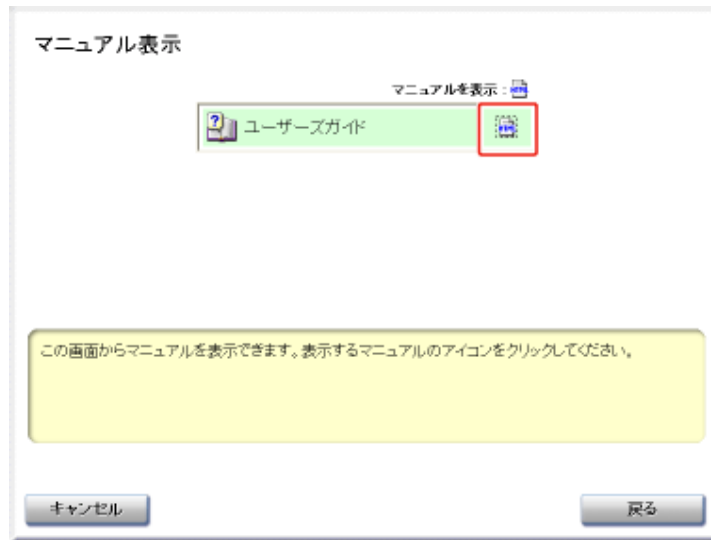 マニュアル表示
マニュアルを表示：
ユーザーズガイド
この画面からマニュアルを表示できます。表示するマニュアルのアイコンをクリックしてください。
キャンセル
戻る